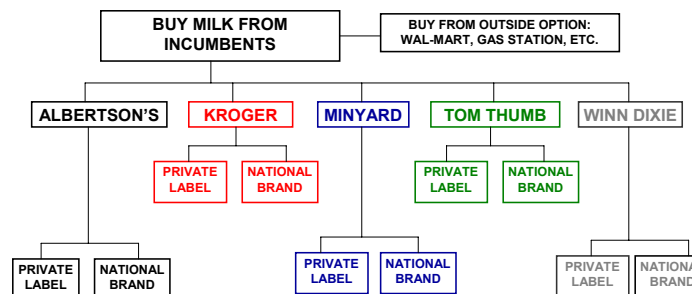 BUY MILK FROM
INCUMBENTS
BUY FROM OUTSIDE OPTION:
WAL-MART, GAS STATION, ETC.
ALBERTSON'S
KROGER
MINYARD
TOM THUMB
WINN DIXIE
PRIVATE
LABEL
NATIONAL
BRAND
PRIVATE
LABEL
NATIONAL
BRAND
PRIVATE
LABEL
NATIONAL
BRAND
PRIVATE
LABEL
NATIONAL
BRAND
PRIVATE
LABEL
NATIONAL
BRAND